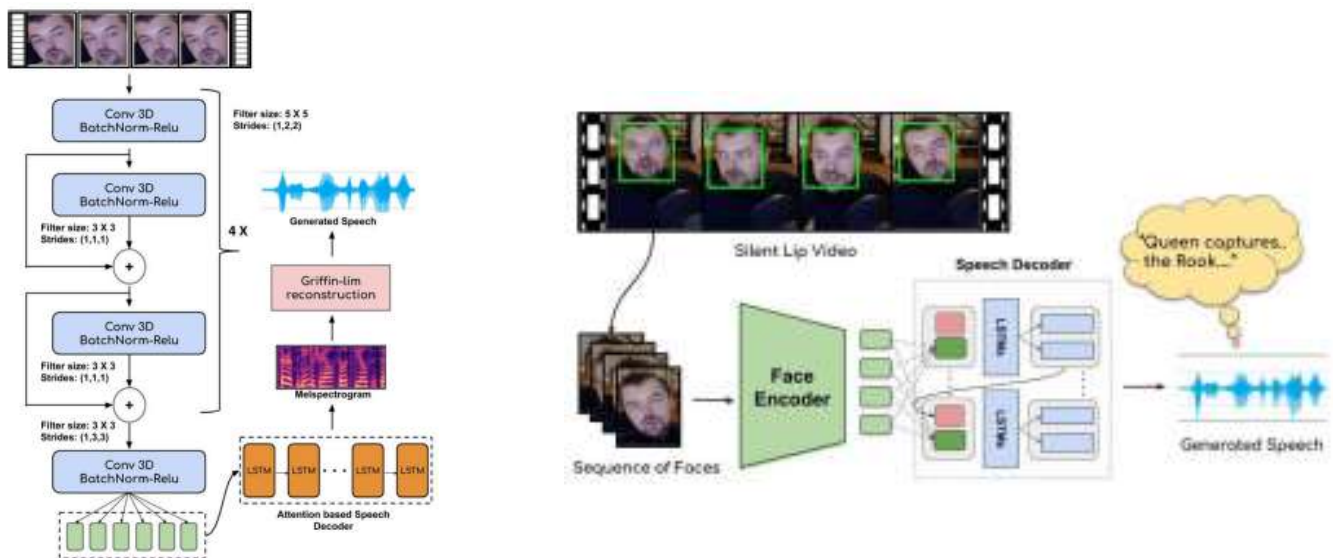 Conv 3D
BatchNorm-Relu
Filter size: 5 X 5
Strides: (1,2,2)
Conv 3D
BatchNorm-Relu
Filter size: 3 X 3
Strides: (1,1,1)
+
4 X
Conv 3D
BatchNorm-Relu
Filter size: 3 X 3
Strides: (1,1,1)
+
Filter size: 3 X 3
Strides: (1,3,3)
Conv 3D
BatchNorm-Relu
Generated Speech
Griffin-lim
reconstruction
Melspectrogram
LSTM
LSTM
LSTM
LSTM
Attention based Speech
Decoder
Silent Lip Video
Sequence of Faces
Face
Encoder
Speech Decoder
LSTMs
LSTMs
"Queen captures..
the Rook...."
Generated Speech